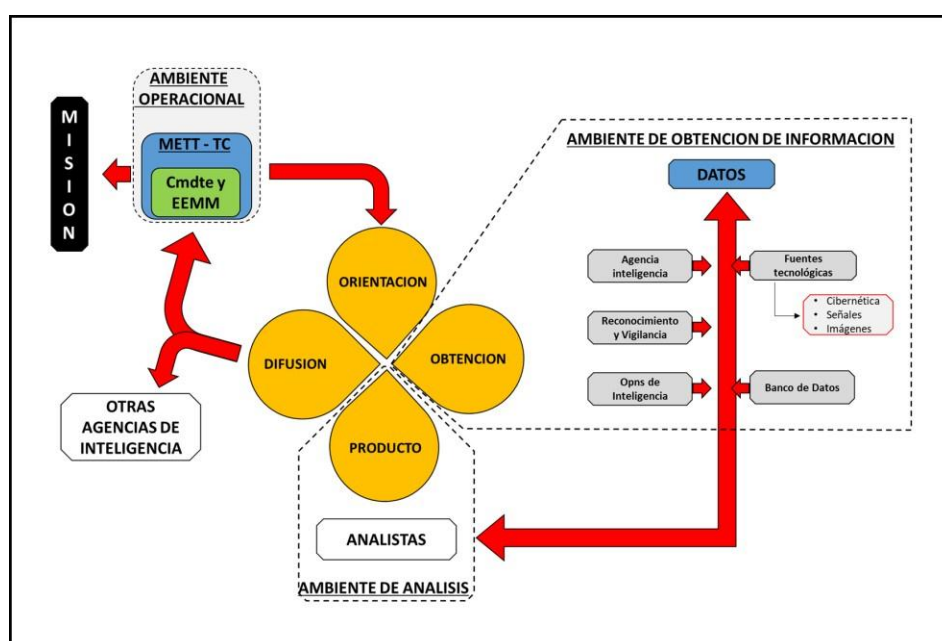 MISION
AMBIENTE
OPERACIONAL
METT - TC
Cmdte y
EEMM
AMBIENTE DE OBTENCION DE INFORMACION
DATOS
Agencia
inteligencia
Fuentes
tecnológicas
• Cibernética
• Señales
• Imágenes
Reconocimiento
y Vigilancia
Opns de
Inteligencia
Banco de Datos
ORIENTACION
DIFUSION
OBTENCION
PRODUCTO
OTRAS
AGENCIAS DE
INTELIGENCIA
ANALISTAS
AMBIENTE DE ANALISIS